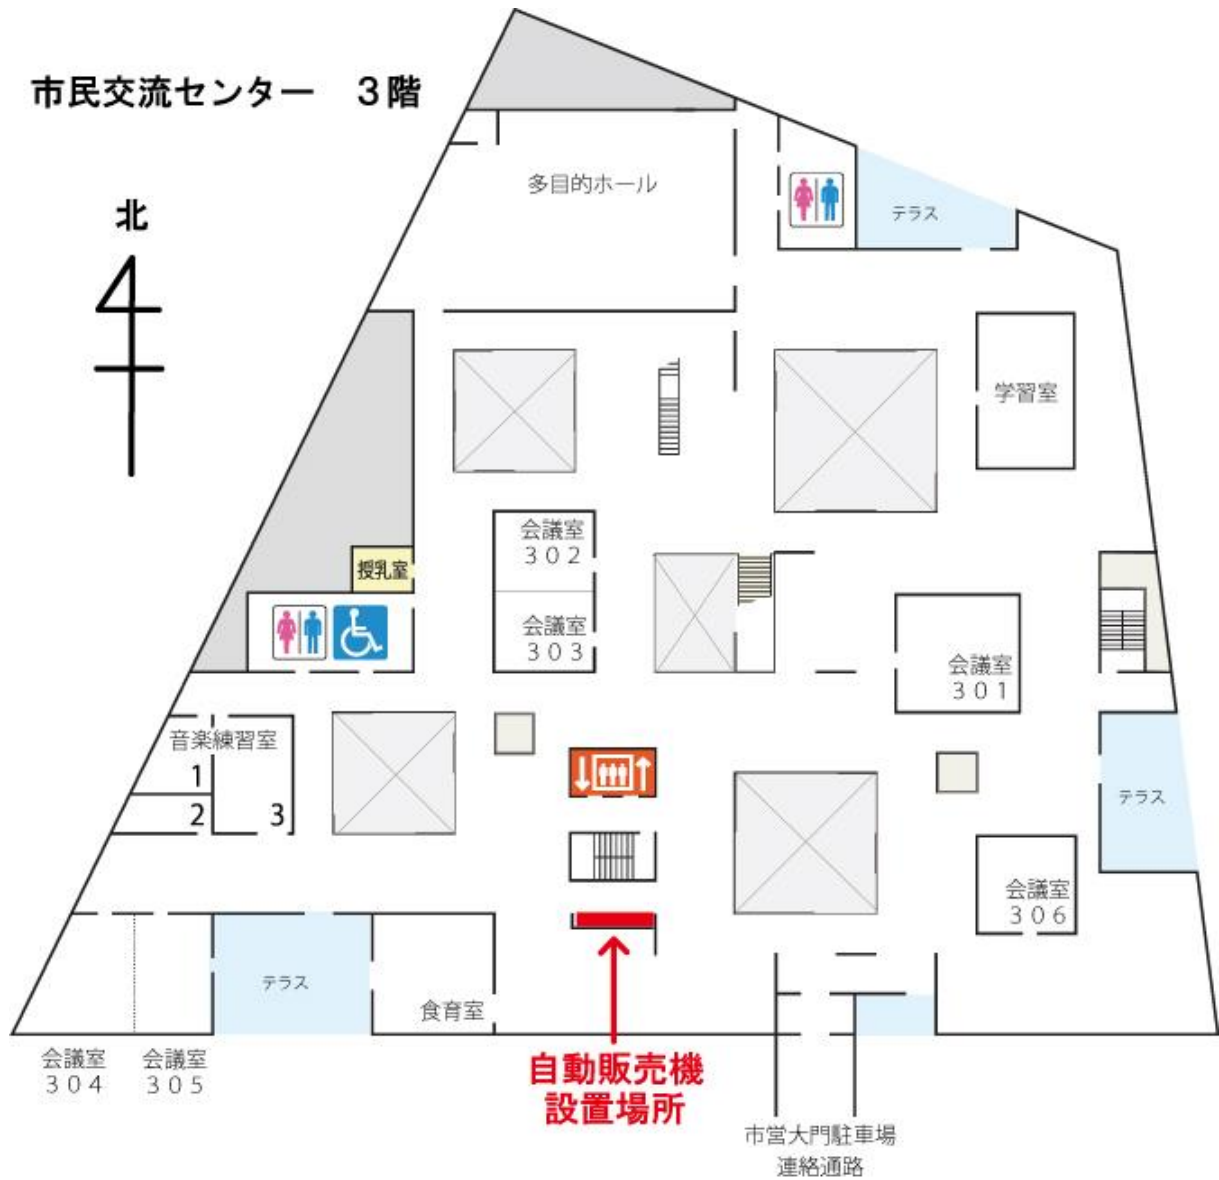 市民交流センター　３階
北
多目的ホール
テラス
学習室
会議室
３０２
授乳室
会議室
３０３
会議室
３０１
音楽練習室
1
2
3
テラス
会議室
３０６
テラス
食育室
会議室
３０４
会議室
３０５
自動販売機
設置場所
市営大門駐車場
連絡通路